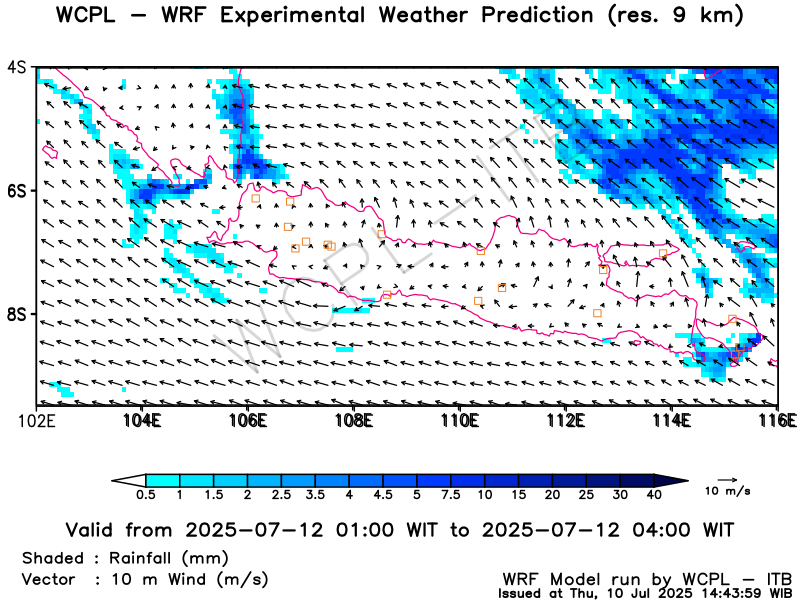 WCPL – WRF Experimental Weather Prediction (res. 9 km)
4S
6S
8S
WCPL-ITB
102E 104E 106E 108E 110E 112E 114E 116E
0.5 1 1.5 2 2.5 3.5 4 4.5 5 7.5 10 15 20 25 30 40
10 m/s
Valid from 2025-07-12 01:00 WIT to 2025-07-12 04:00 WIT
Shaded : Rainfall (mm)
Vector : 10 m Wind (m/s)
WRF Model run by WCPL – ITB
Issued at Thu, 10 Jul 2025 14:43:59 WIB